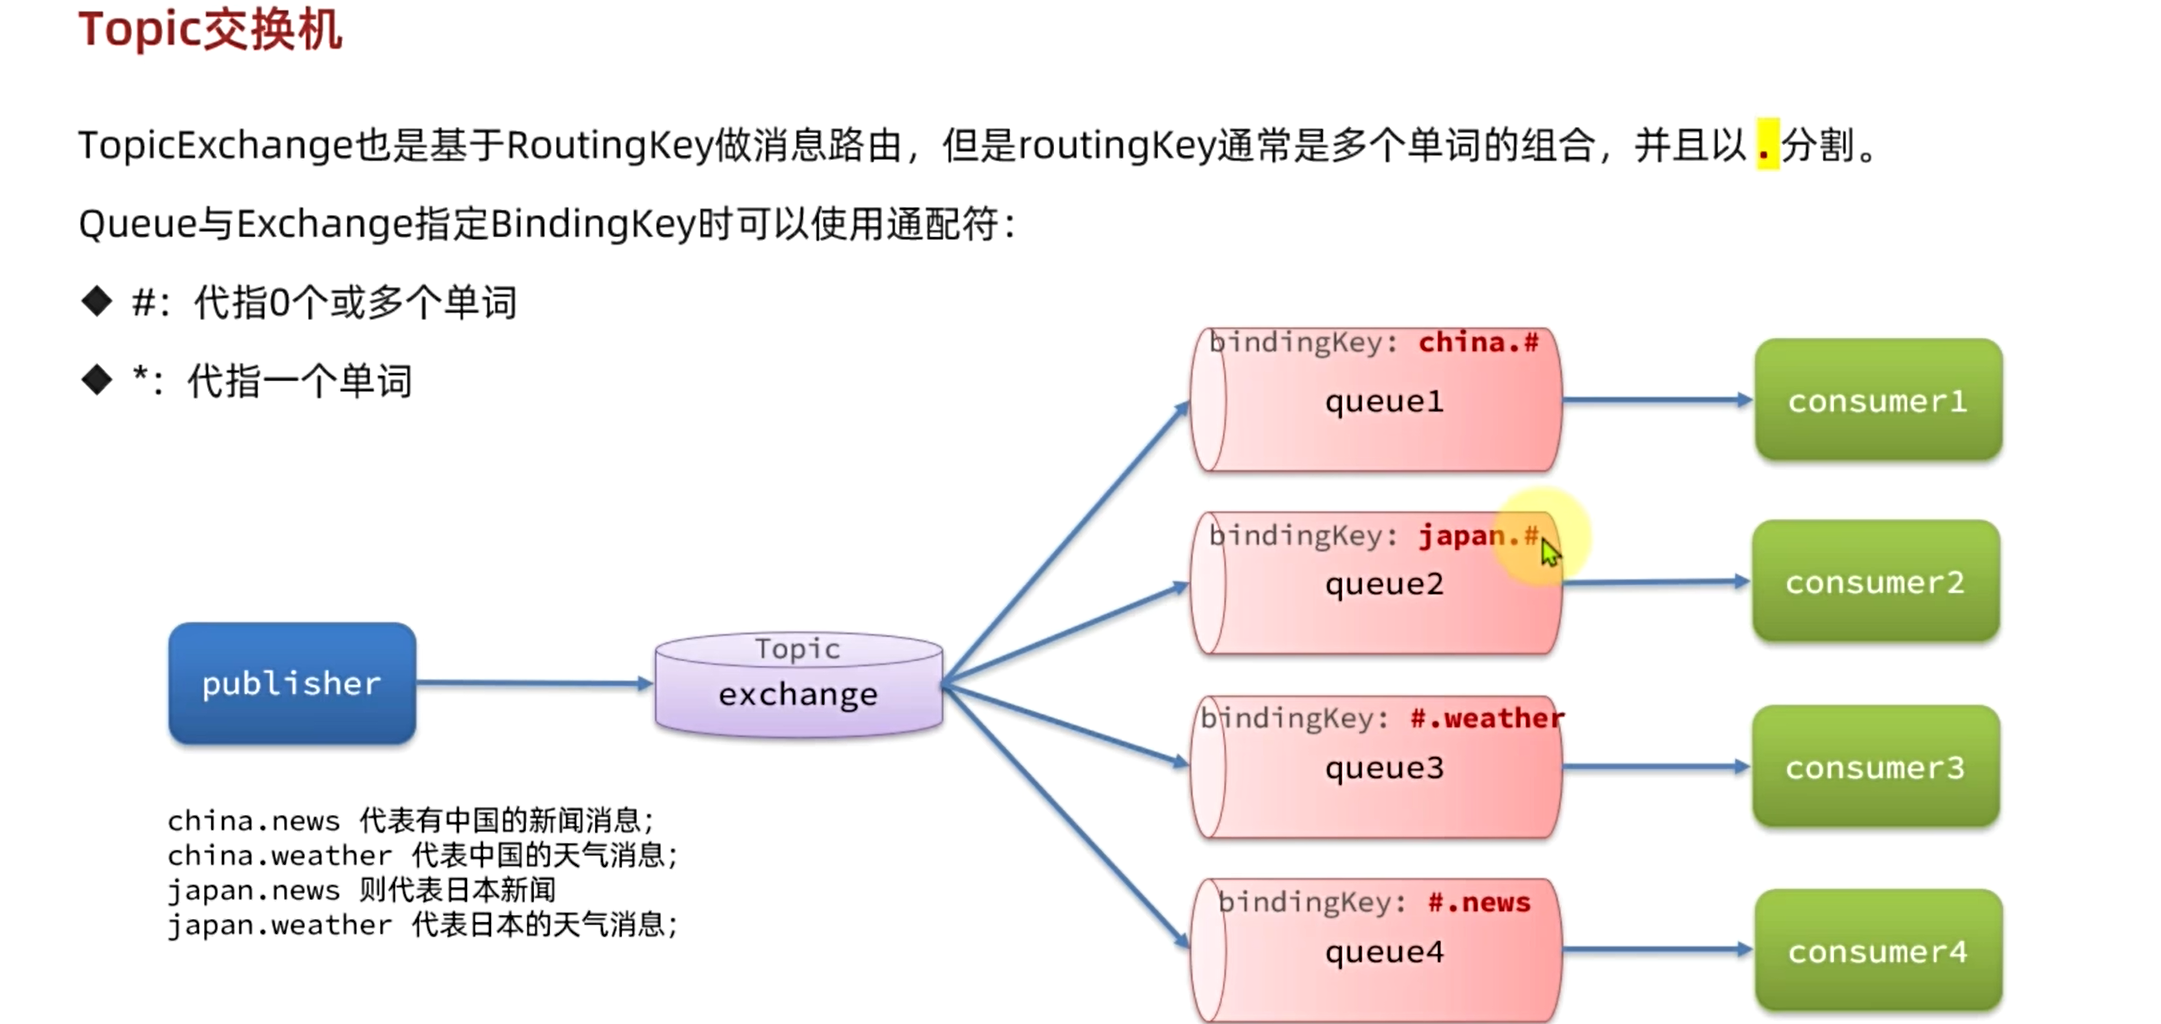 Topic交换机
TopicExchange也是基于RoutingKey做消息路由，但是routingKey通常是多个单词的组合，并且以 . 分割。
Queue与Exchange指定BindingKey时可以使用通配符：
◆ #：代指0个或多个单词
◆ *：代指一个单词
bindingKey: china.#
queue1
consumer1
bindingKey: japan.#
queue2
consumer2
publisher
Topic
exchange
bindingKey: #.weather
queue3
consumer3
bindingKey: #.news
queue4
consumer4
china.news 代表有中国的新闻消息；
china.weather 代表中国的天气消息；
japan.news 则代表日本新闻
japan.weather 代表日本的天气消息；